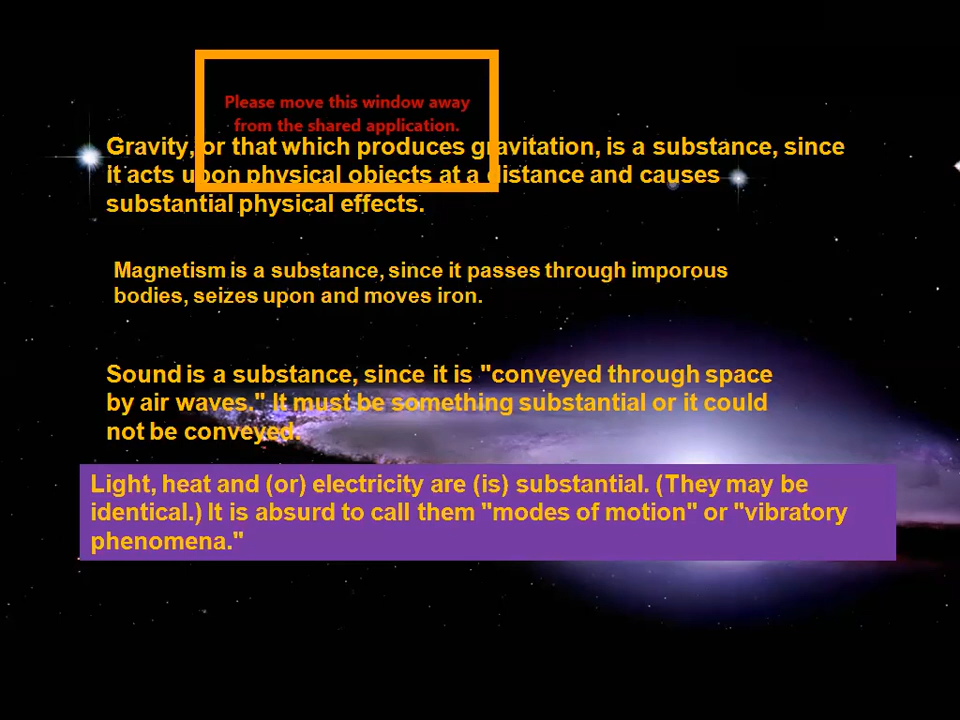 Please move this window away
from the shared application.
Gravity, or that which produces gravitation, is a substance, since
it acts upon physical objects at a distance and causes
substantial physical effects.
Magnetism is a substance, since it passes through imporous
bodies, seizes upon and moves iron.
Sound is a substance, since it is "conveyed through space
by air waves." It must be something substantial or it could
not be conveyed.
Light, heat and (or) electricity are (is) substantial. (They may be
identical.) It is absurd to call them "modes of motion" or "vibratory
phenomena."